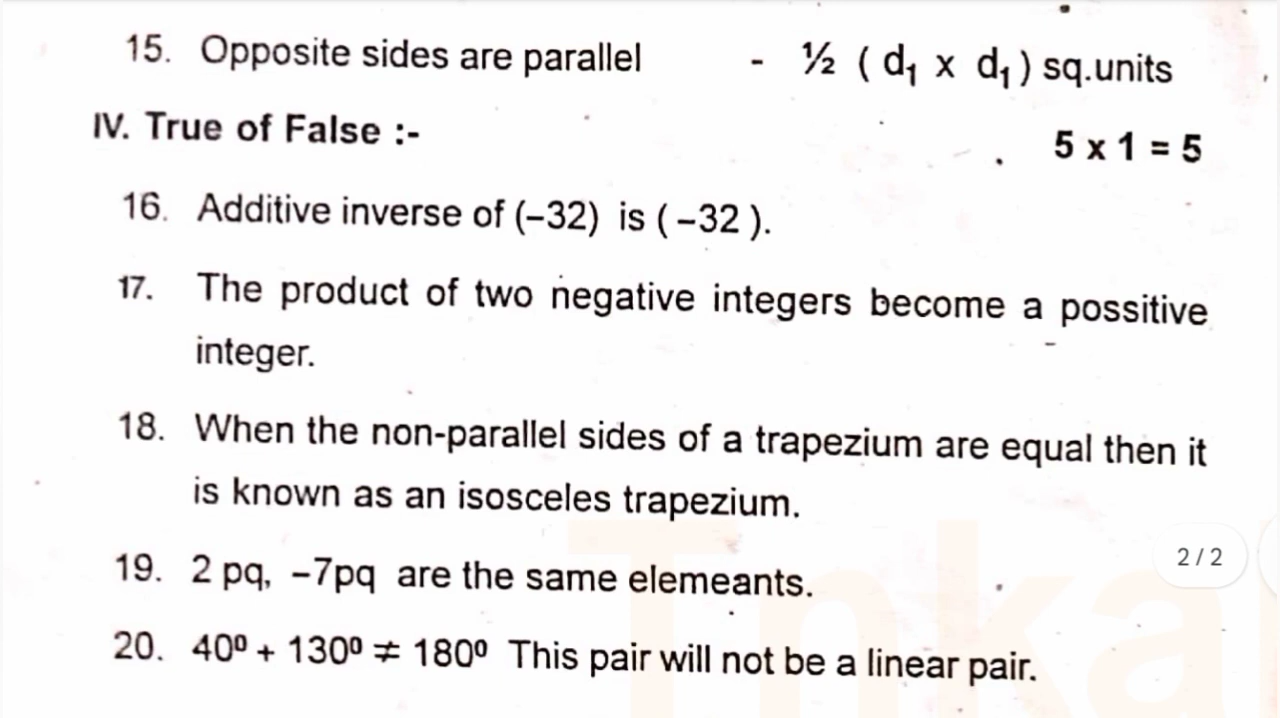 15. Opposite sides are parallel - ½ ( d₁ x d₁ ) sq.units
IV. True of False :-
5 x 1 = 5
16. Additive inverse of (–32) is ( –32 ).
17. The product of two negative integers become a possitive
integer.
18. When the non-parallel sides of a trapezium are equal then it
is known as an isosceles trapezium.
2 / 2
19. 2 pq, –7pq are the same elemeants.
20. 40⁰ + 130⁰ ≠ 180⁰ This pair will not be a linear pair.